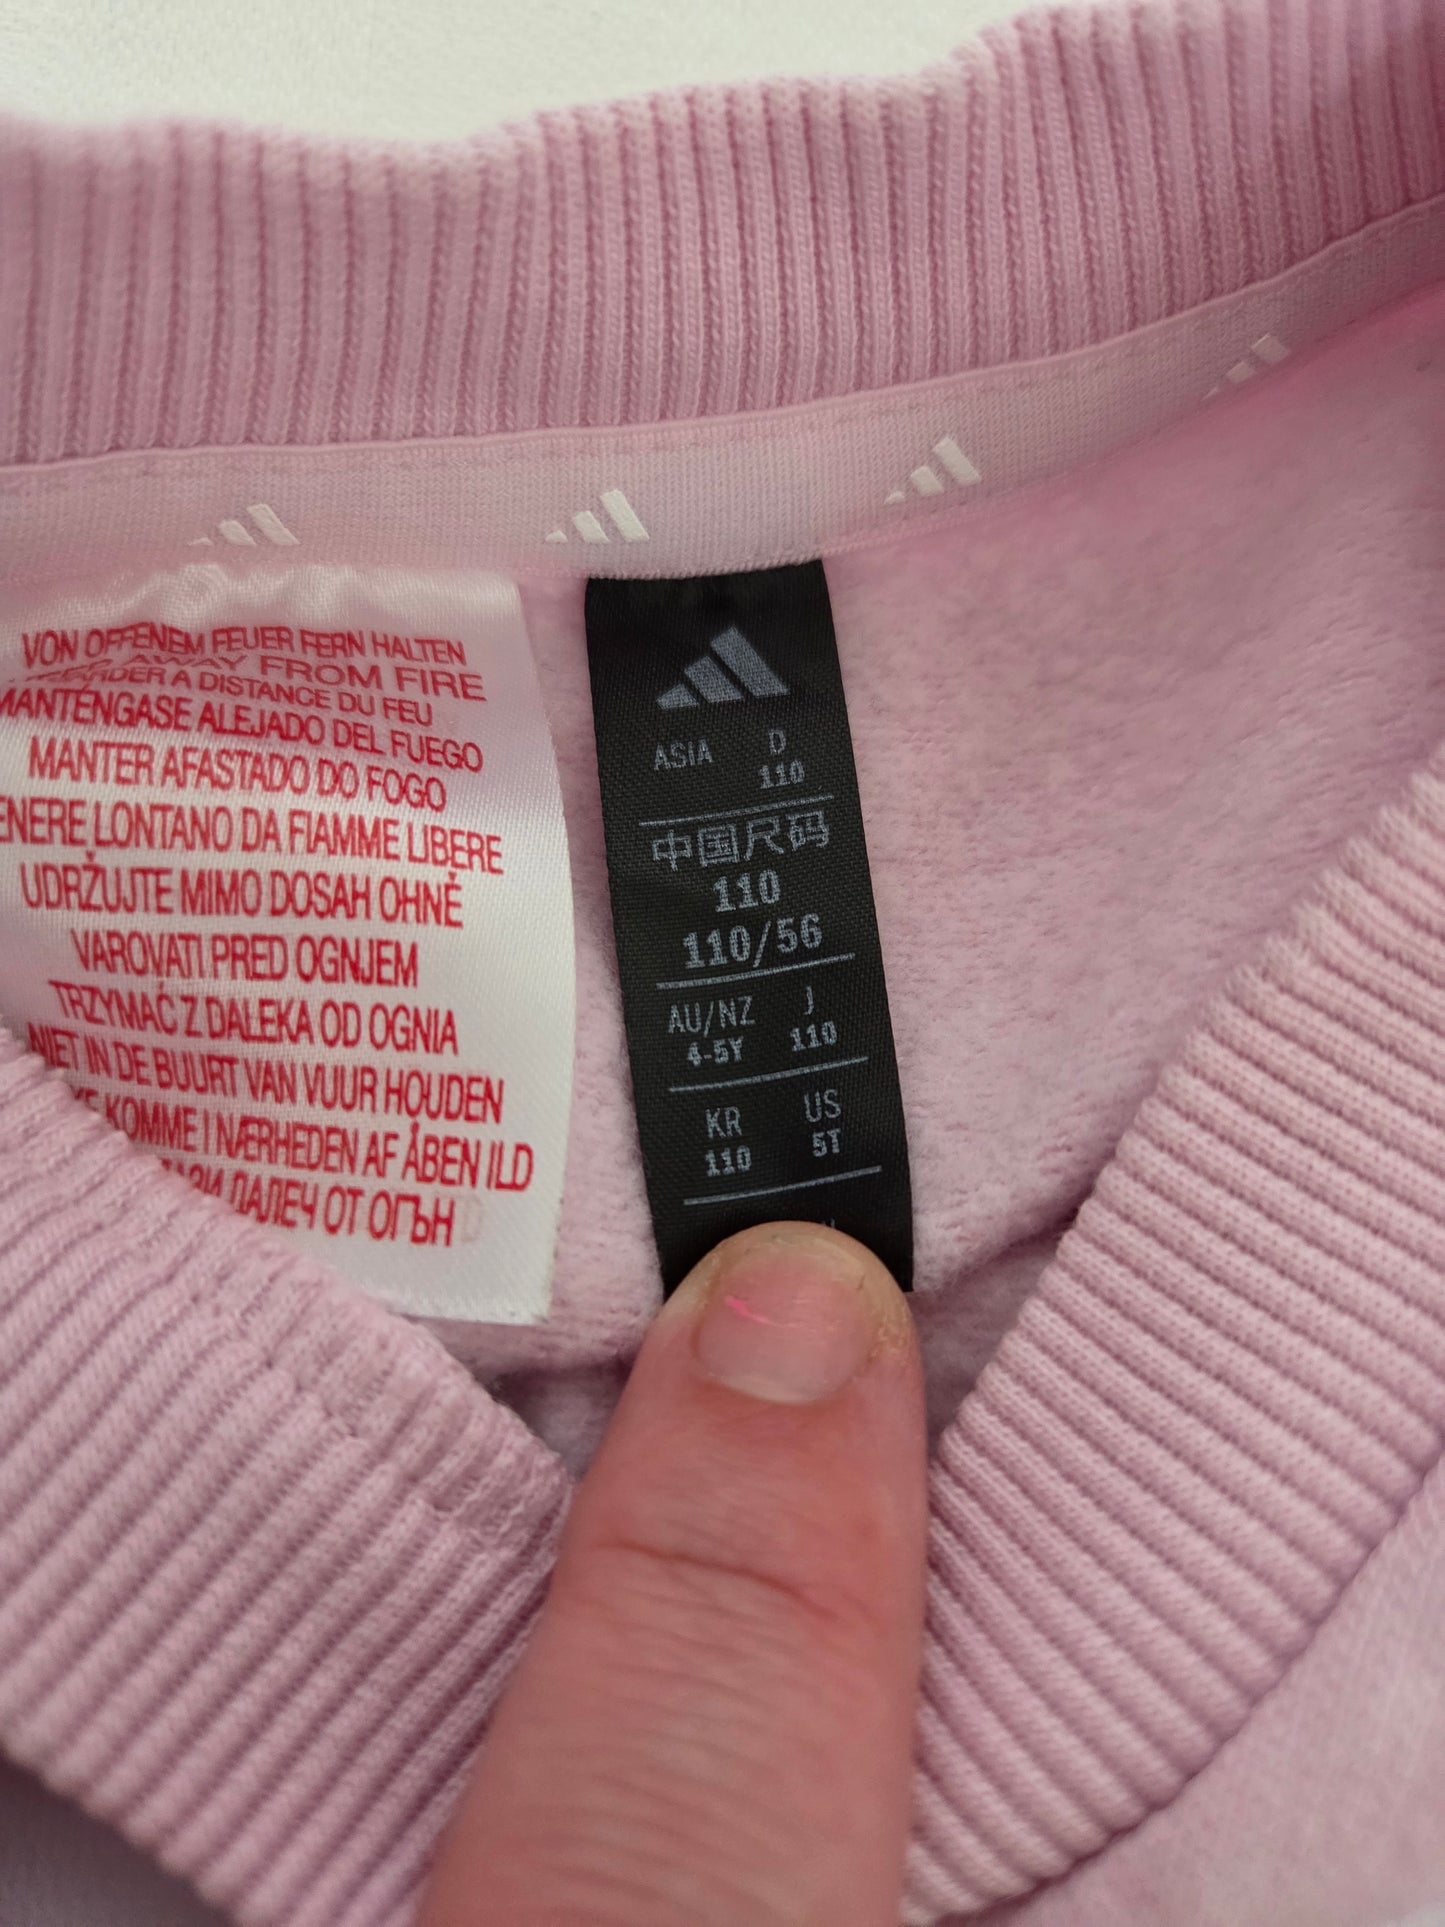 VON OFFENEM FEUER FERN HALTEN
AWAY FROM FIRE
A DISTANCE DU FEU
MANTÉNGASE ALEJADO DEL FUEGO
MANTER AFASTADO DO FOGO
LONTANO DA FIAMME LIBERE
UDRŽUJTE MIMO DOSAH OHNĚ
VAROVATI PRED OGNJEM
TRZYMAĆ Z DALEKA OD OGNIA
NIET IN DE BUURT VAN VUUR HOUDEN
KOMME I NÆRHEDEN AF ÅBEN ILD
ДАЛЕЧ ОТ ОГЪН
ASIA D
110
中国尺码
110
110/56
AU/NZ J
4-5Y 110
KR US
110 5T